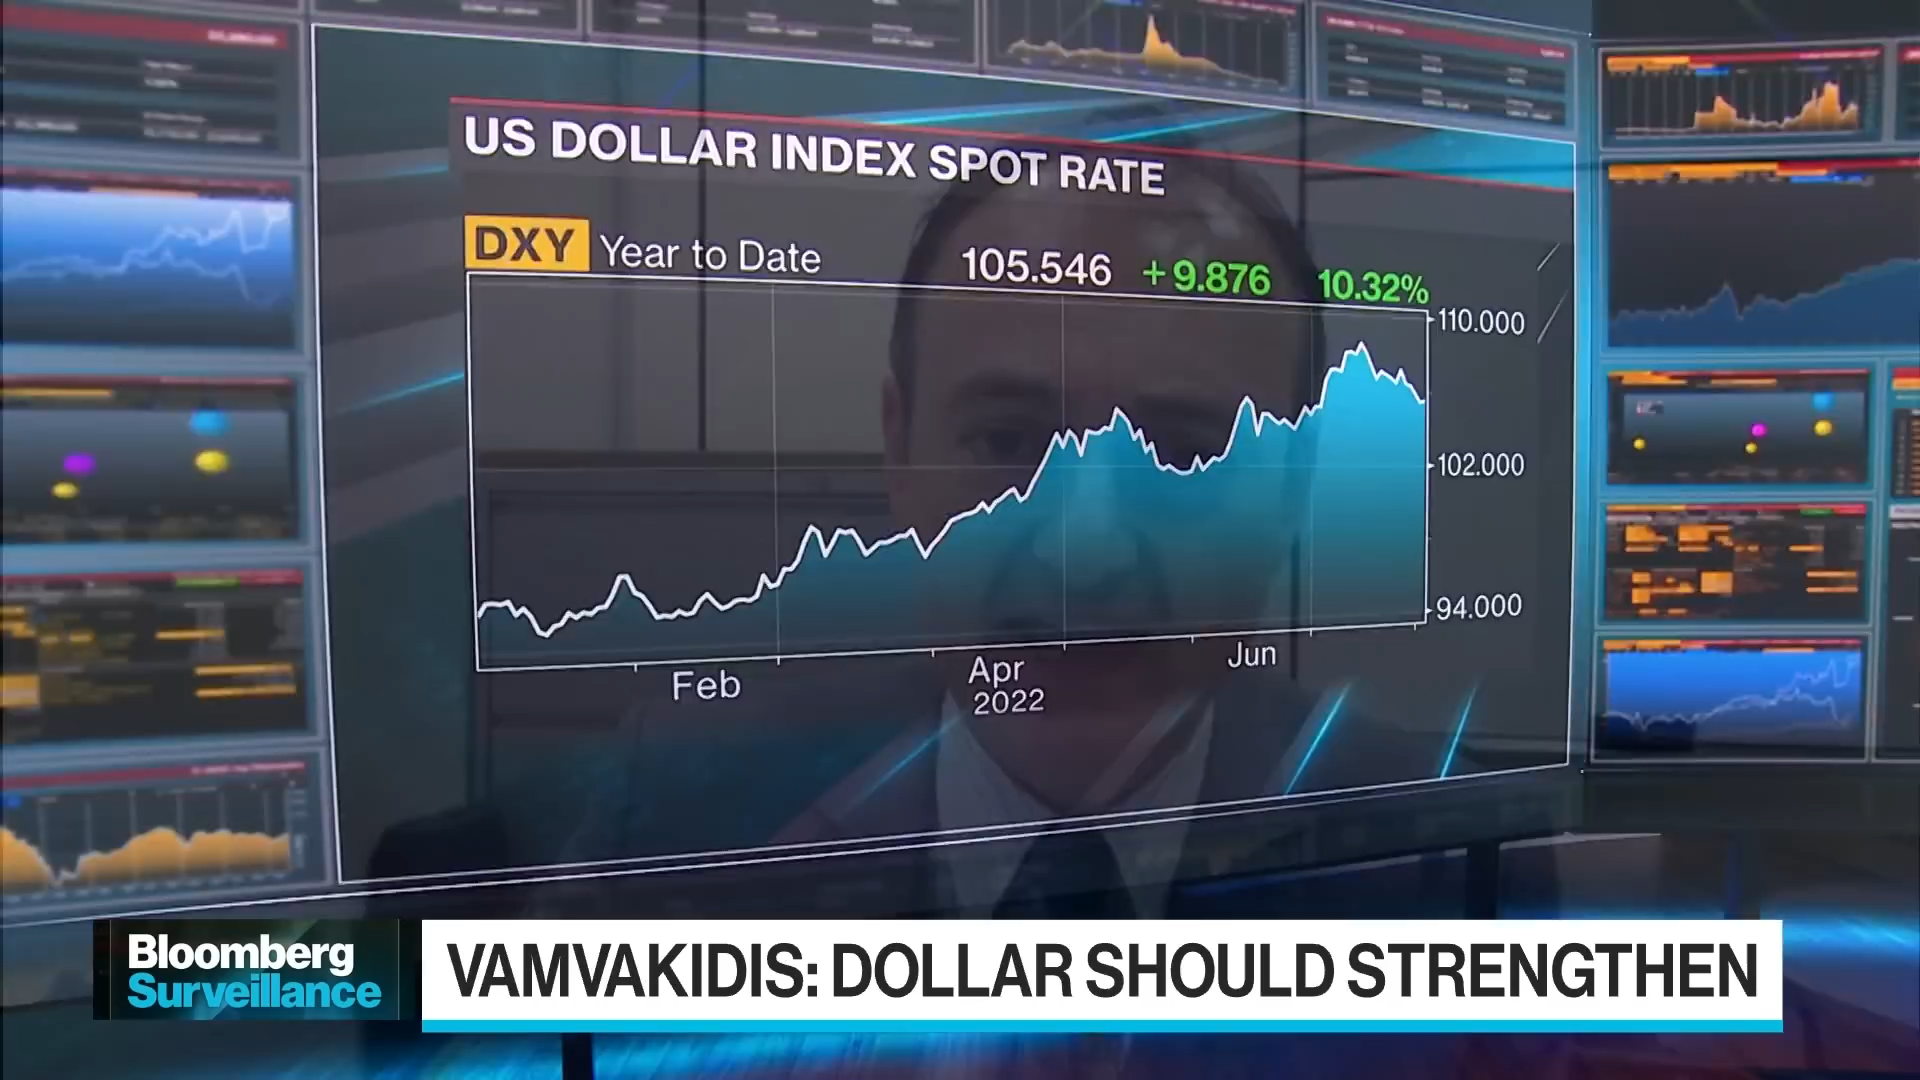 US DOLLAR INDEX SPOT RATE
DXY Year to Date 105.546 +9.876 10.32%
110.000
102.000
94.000
Feb Apr Jun
2022
Bloomberg
Surveillance
VAMVAKIDIS: DOLLAR SHOULD STRENGTHEN